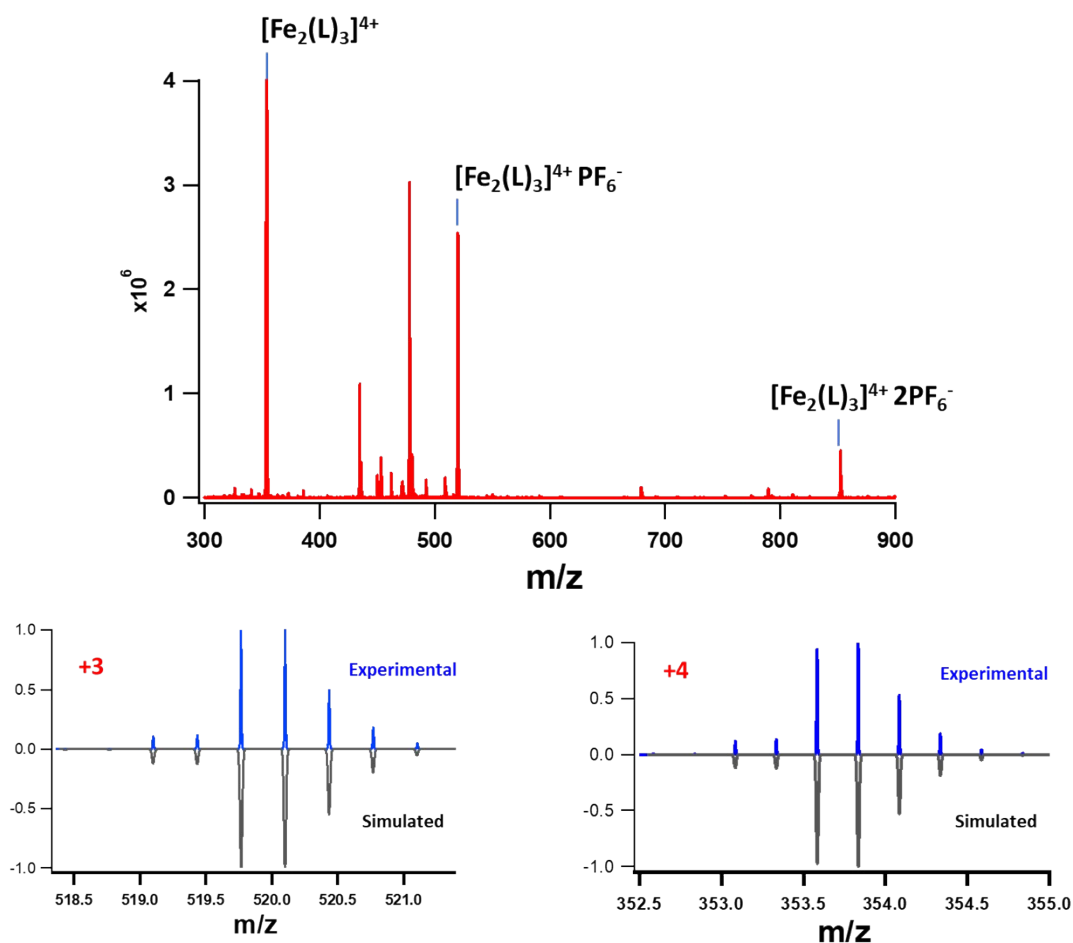 [Fe2(L)3]4+
[Fe2(L)3]4+ PF6-
[Fe2(L)3]4+ 2PF6-
x10^6
4
3
2
1
0
300 400 500 600 700 800 900
m/z
+3
Experimental
Simulated
1.0
0.5
0.0
-0.5
-1.0
518.5 519.0 519.5 520.0 520.5 521.0
m/z
+4
Experimental
Simulated
1.0
0.5
0.0
-0.5
-1.0
352.5 353.0 353.5 354.0 354.5 355.0
m/z